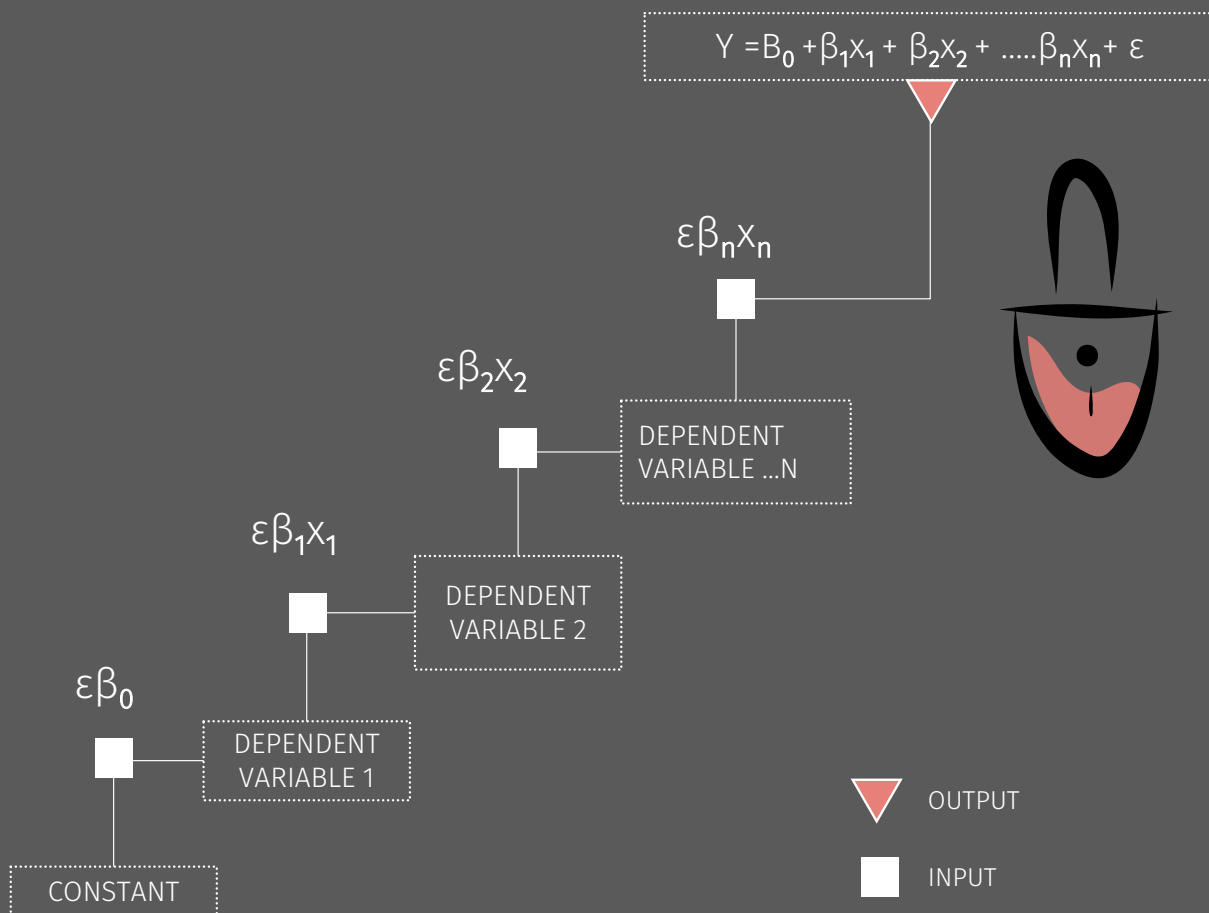 Y =B₀ +β₁x₁ + β₂x₂ + .....βₙxₙ+ ε
εβₙxₙ
εβ₂x₂
DEPENDENT
VARIABLE ...N
εβ₁x₁
DEPENDENT
VARIABLE 2
εβ₀
DEPENDENT
VARIABLE 1
CONSTANT
OUTPUT
INPUT